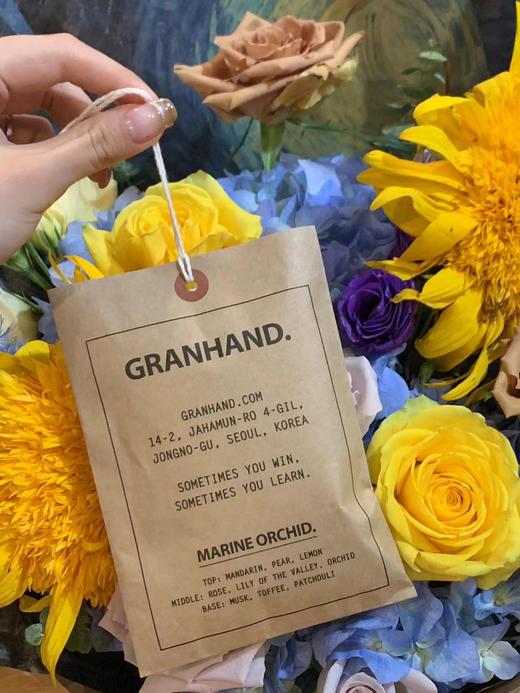 GRANHAND.
GRANHAND.COM
14-2, JAHAMUN-RO 4-GIL,
JONGNO-GU, SEOUL, KOREA
SOMETIMES YOU WIN,
SOMETIMES YOU LEARN.
MARINE ORCHID.
TOP: MANDARIN, PEAR, LEMON
MIDDLE: ROSE, LILY OF THE VALLEY, ORCHID
BASE: MUSK, TOFFEE, PATCHOULI